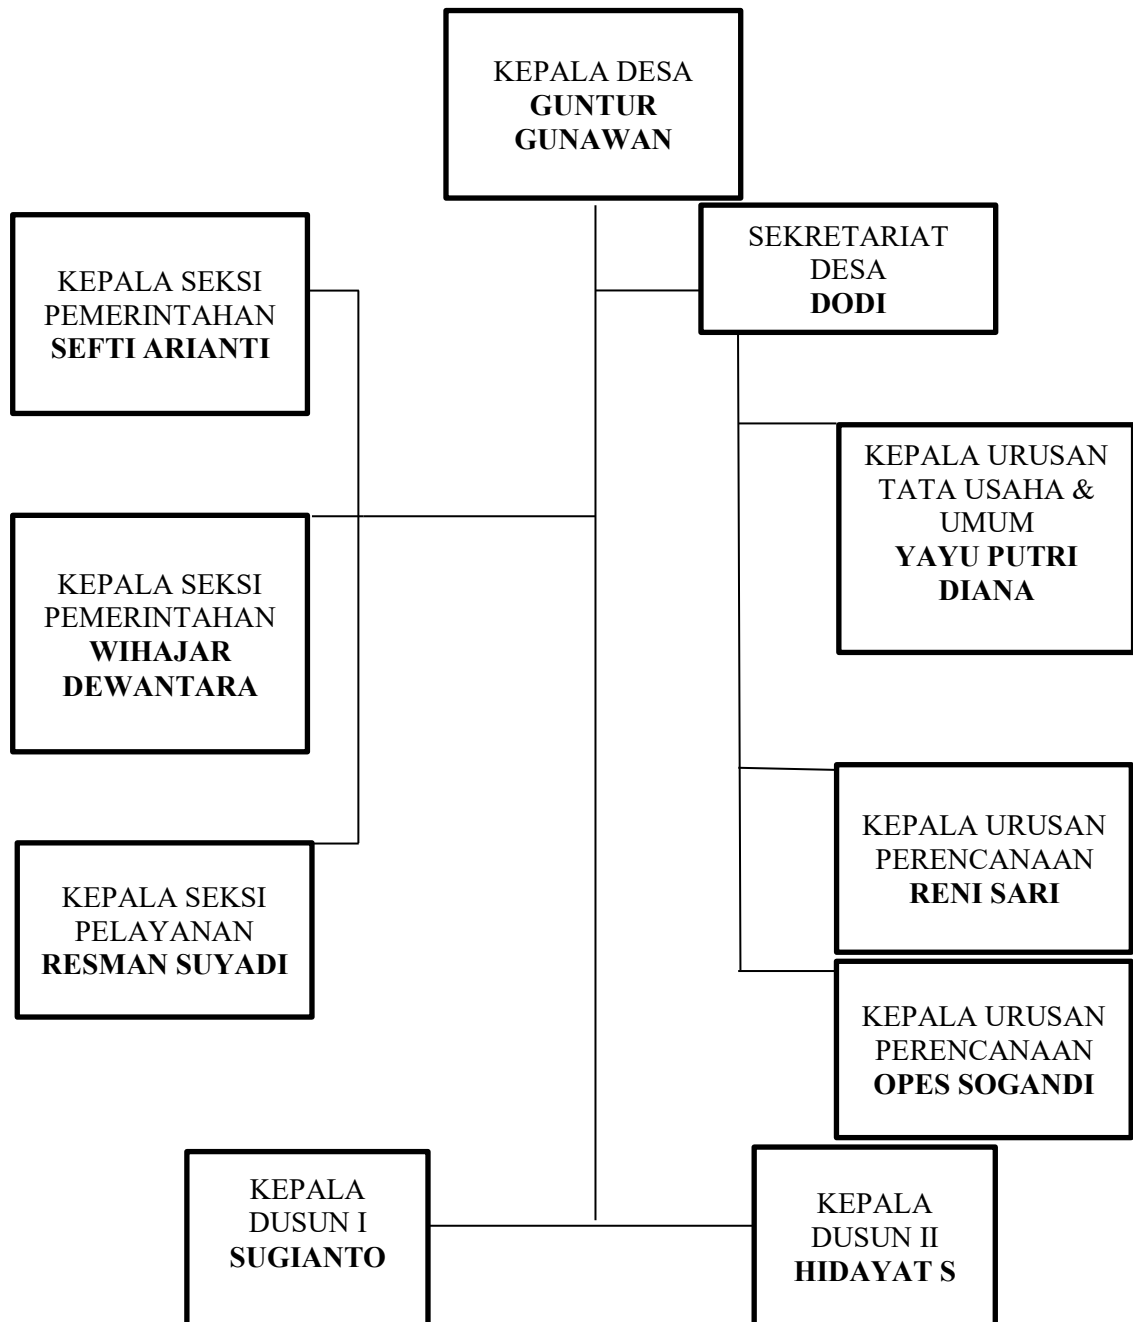 KEPALA DESA
GUNTUR
GUNAWAN
SEKRETARIAT
DESA
DODI
KEPALA SEKSI
PEMERINTAHAN
SEFTI ARIANTI
KEPALA URUSAN
TATA USAHA &
UMUM
YAYU PUTRI
DIANA
KEPALA SEKSI
PEMERINTAHAN
WIHAJAR
DEWANTARA
KEPALA URUSAN
PERENCANAAN
RENI SARI
KEPALA SEKSI
PELAYANAN
RESMAN SUYADI
KEPALA URUSAN
PERENCANAAN
OPES SOGANDI
KEPALA
DUSUN I
SUGIANTO
KEPALA
DUSUN II
HIDAYAT S